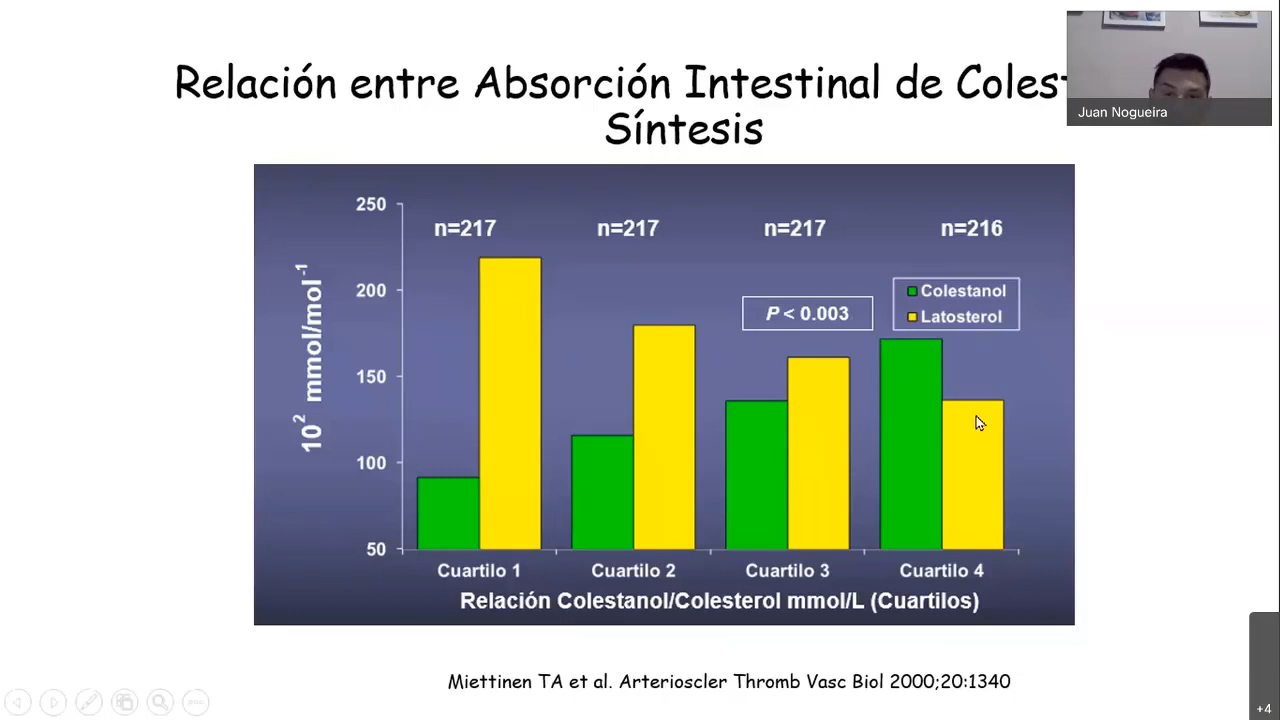 Relación entre Absorción Intestinal de
Síntesis
Juan Nogueira
250
200
150
100
50
10² mmol/mol⁻¹
n=217
n=217
n=217
n=216
P < 0.003
Colestanol
Latosterol
Cuartilo 1
Cuartilo 2
Cuartilo 3
Cuartilo 4
Relación Colestanol/Colesterol mmol/L (Cuartilos)
Miettinen TA et al. Arterioscler Thromb Vasc Biol 2000;20:1340
+4